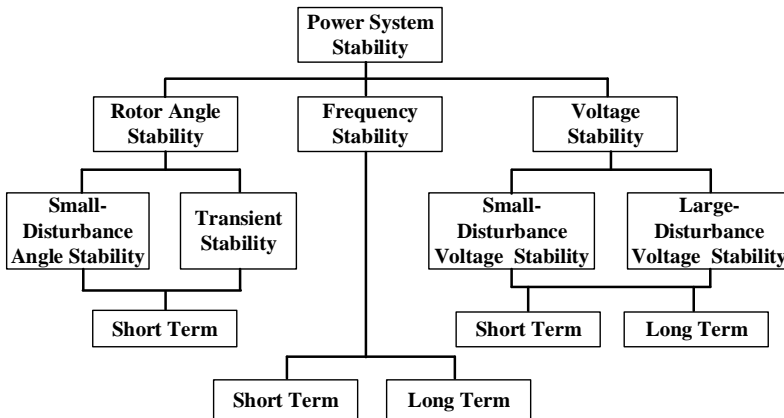 Power System
Stability
Rotor Angle
Stability
Frequency
Stability
Voltage
Stability
Small-
Disturbance
Angle Stability
Transient
Stability
Small-
Disturbance
Voltage Stability
Large-
Disturbance
Voltage Stability
Short Term
Short Term
Long Term
Short Term
Long Term